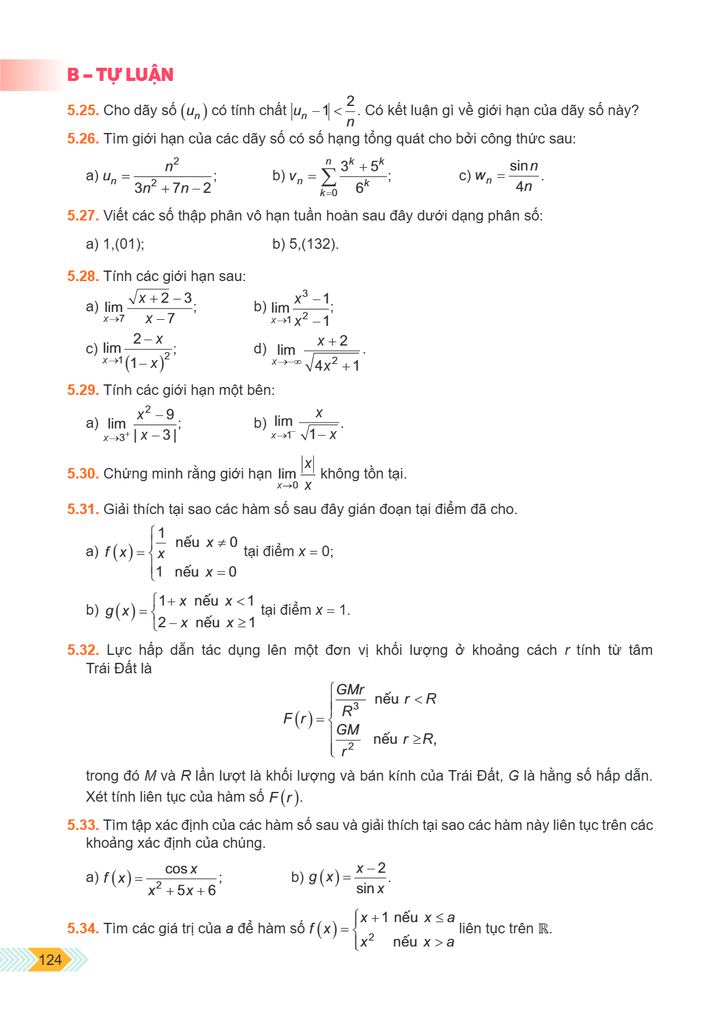 B – TỰ LUẬN
5.25. Cho dãy số (uₙ) có tính chất |uₙ − 1| < 2/n. Có kết luận gì về giới hạn của dãy số này?
5.26. Tìm giới hạn của các dãy số có số hạng tổng quát cho bởi công thức sau:
a) uₙ = n²/(3n² + 7n − 2); b) vₙ = ∑_{k=0}^{n} (3ᵏ + 5ᵏ)/6ᵏ; c) wₙ = sin n/(4n).
5.27. Viết các số thập phân vô hạn tuần hoàn sau đây dưới dạng phân số:
a) 1,(01); b) 5,(132).
5.28. Tính các giới hạn sau:
a) lim_{x→7} (√(x + 2) − 3)/(x − 7); b) lim_{x→1} (x³ − 1)/(x² − 1);
c) lim_{x→1} (2 − x)/(1 − x)²; d) lim_{x→−∞} (x + 2)/√(4x² + 1).
5.29. Tính các giới hạn một bên:
a) lim_{x→3⁺} (x² − 9)/|x − 3|; b) lim_{x→1⁻} x/√(1 − x).
5.30. Chứng minh rằng giới hạn lim_{x→0} |x|/x không tồn tại.
5.31. Giải thích tại sao các hàm số sau đây gián đoạn tại điểm đã cho.
a) f(x) = { 1/x nếu x ≠ 0; 1 nếu x = 0 tại điểm x = 0;
b) g(x) = { 1 + x nếu x < 1; 2 − x nếu x ≥ 1 tại điểm x = 1.
5.32. Lực hấp dẫn tác dụng lên một đơn vị khối lượng ở khoảng cách r tính từ tâm
Trái Đất là
F(r) = { GMr/R³ nếu r < R; GM/r² nếu r ≥ R,
trong đó M và R lần lượt là khối lượng và bán kính của Trái Đất, G là hằng số hấp dẫn.
Xét tính liên tục của hàm số F(r).
5.33. Tìm tập xác định của các hàm số sau và giải thích tại sao các hàm này liên tục trên các
khoảng xác định của chúng.
a) f(x) = cos x/(x² + 5x + 6); b) g(x) = (x − 2)/sin x.
5.34. Tìm các giá trị của a để hàm số f(x) = { x + 1 nếu x ≤ a; x² nếu x > a liên tục trên ℝ.
124